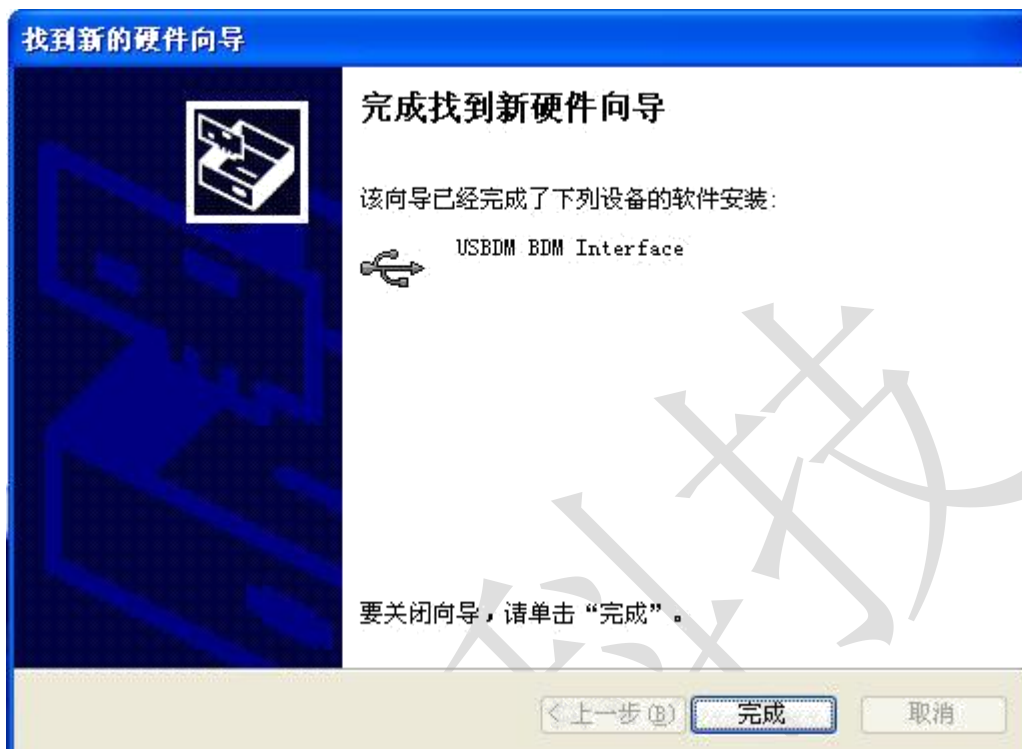 找到新的硬件向导
完成找到新硬件向导
该向导已经完成了下列设备的软件安装:
USBDM BDM Interface
要关闭向导，请单击“完成”。
科技
< 上一步(B)
完成
取消